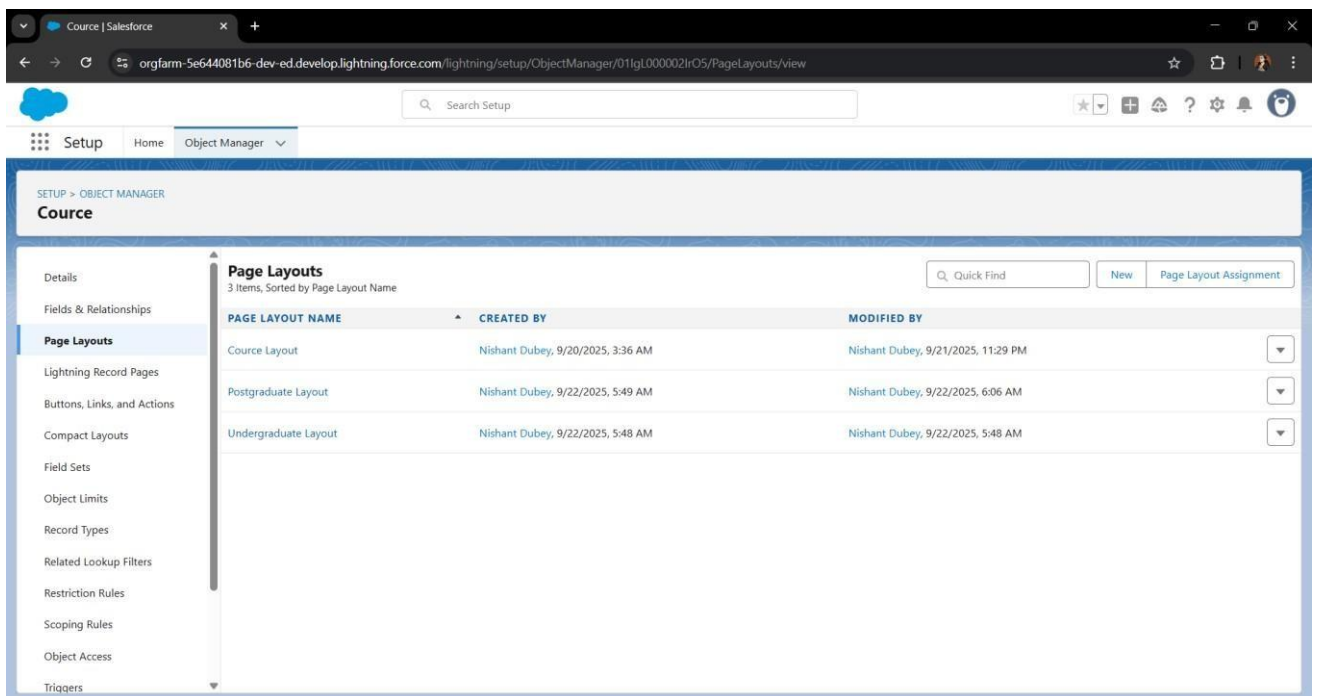 Cource | Salesforce
orgfarm-5e644081b6-dev-ed.develop.lightning.force.com/lightning/setup/ObjectManager/01IgL000002IrO5/PageLayouts/view
Search Setup
Setup Home Object Manager
SETUP > OBJECT MANAGER
Cource
Details
Fields & Relationships
Page Layouts
Lightning Record Pages
Buttons, Links, and Actions
Compact Layouts
Field Sets
Object Limits
Record Types
Related Lookup Filters
Restriction Rules
Scoping Rules
Object Access
Triggers
Page Layouts
3 Items, Sorted by Page Layout Name
Quick Find
New
Page Layout Assignment
PAGE LAYOUT NAME CREATED BY MODIFIED BY
Cource Layout Nishant Dubey, 9/20/2025, 3:36 AM Nishant Dubey, 9/21/2025, 11:29 PM
Postgraduate Layout Nishant Dubey, 9/22/2025, 5:49 AM Nishant Dubey, 9/22/2025, 6:06 AM
Undergraduate Layout Nishant Dubey, 9/22/2025, 5:48 AM Nishant Dubey, 9/22/2025, 5:48 AM